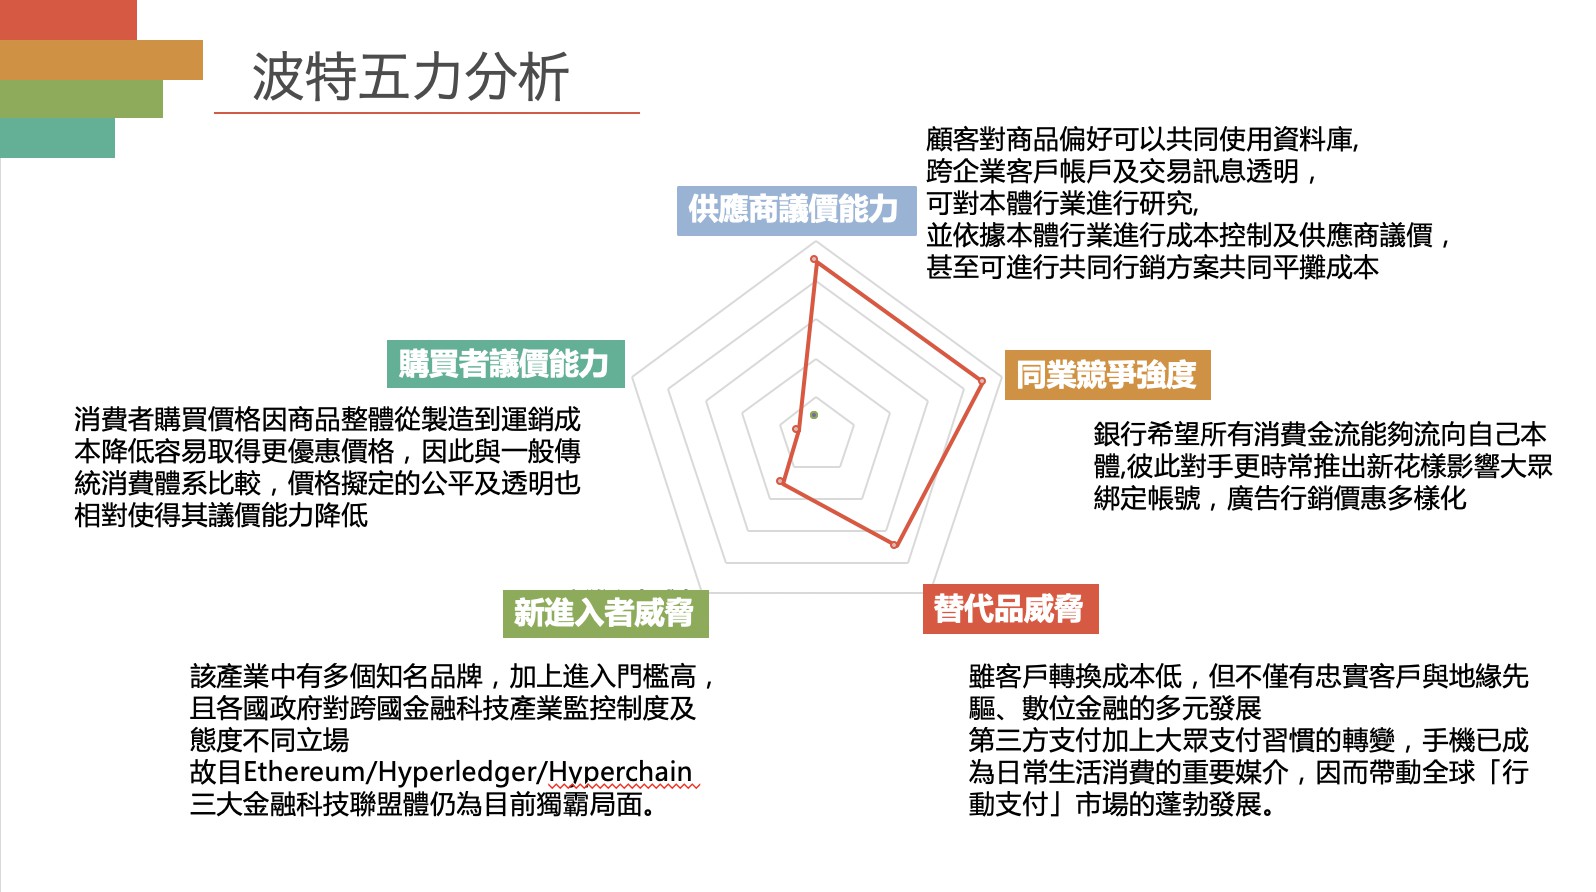 波特五力分析
供應商議價能力
顧客對商品偏好可以共同使用資料庫,
跨企業客戶帳戶及交易訊息透明，
可對本體行業進行研究,
並依據本體行業進行成本控制及供應商議價，
甚至可進行共同行銷方案共同平攤成本
購買者議價能力
消費者購買價格因商品整體從製造到運銷成
本降低容易取得更優惠價格，因此與一般傳
統消費體系比較，價格擬定的公平及透明也
相對使得其議價能力降低
同業競爭強度
銀行希望所有消費金流能夠流向自己本
體,彼此對手更時常推出新花樣影響大眾
綁定帳號，廣告行銷價惠多樣化
新進入者威脅
該產業中有多個知名品牌，加上進入門檻高，
且各國政府對跨國金融科技產業監控制度及
態度不同立場
故目Ethereum/Hyperledger/Hyperchain
三大金融科技聯盟體仍為目前獨霸局面。
替代品威脅
雖客戶轉換成本低，但不僅有忠實客戶與地緣先
驅、數位金融的多元發展
第三方支付加上大眾支付習慣的轉變，手機已成
為日常生活消費的重要媒介，因而帶動全球「行
動支付」市場的蓬勃發展。